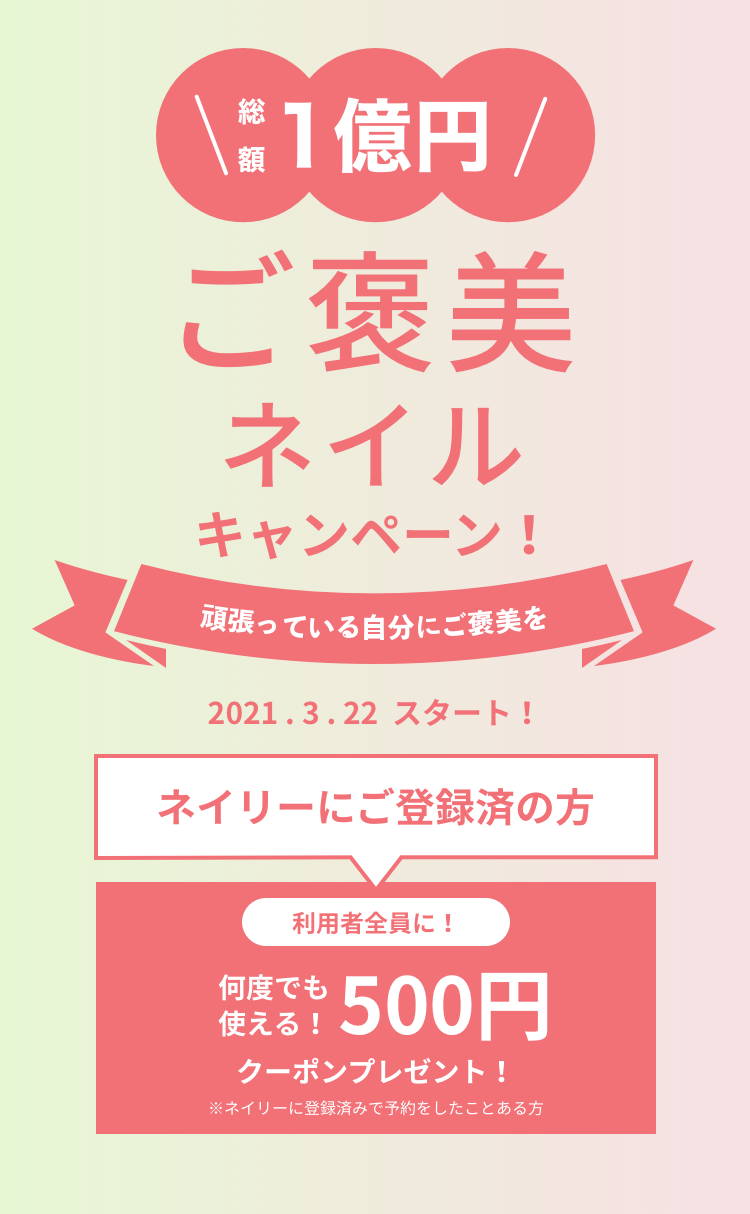 総額 1億円
ご褒美
ネイル
キャンペーン！
頑張っている自分にご褒美を
2021.3.22 スタート！
ネイリーにご登録済の方
利用者全員に！
何度でも
使える！ 500円
クーポンプレゼント！
※ネイリーに登録済みで予約をしたことある方